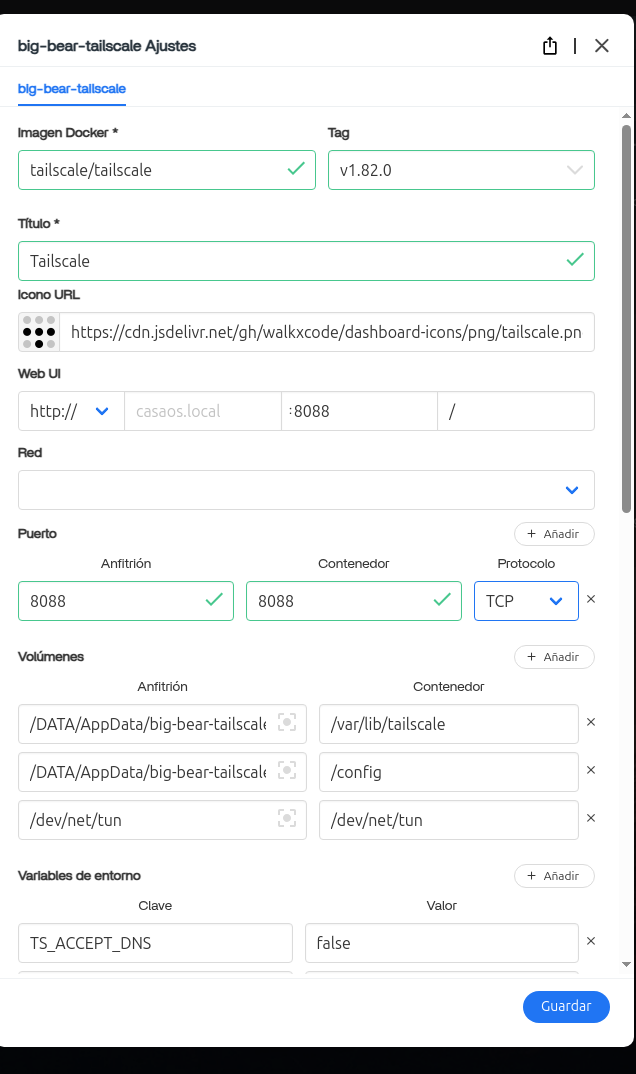 big-bear-tailscale Ajustes
big-bear-tailscale
Imagen Docker * Tag
tailscale/tailscale v1.82.0
Título *
Tailscale
Icono URL
https://cdn.jsdelivr.net/gh/walkxcode/dashboard-icons/png/tailscale.pn
Web UI
http:// casaos.local :8088 /
Red
Puerto + Añadir
Anfitrión Contenedor Protocolo
8088 8088 TCP ×
Volúmenes + Añadir
Anfitrión Contenedor
/DATA/AppData/big-bear-tailscale /var/lib/tailscale ×
/DATA/AppData/big-bear-tailscale /config ×
/dev/net/tun /dev/net/tun ×
Variables de entorno + Añadir
Clave Valor
TS_ACCEPT_DNS false ×
Guardar